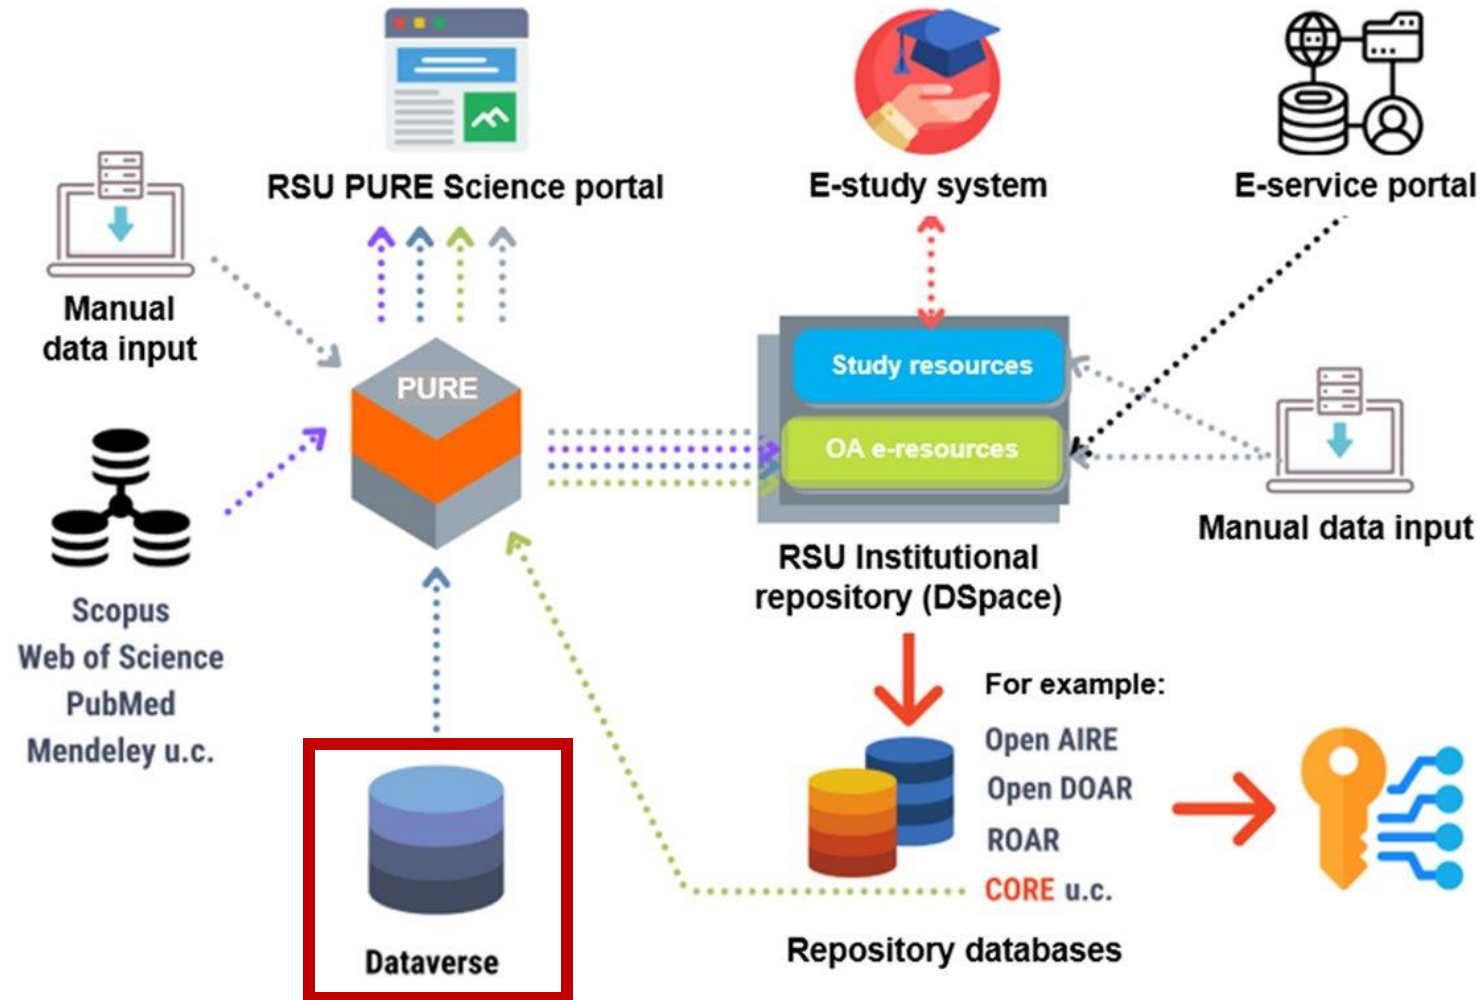 RSU PURE Science portal
E-study system
E-service portal
Manual
data input
PURE
Study resources
OA e-resources
Scopus
Web of Science
PubMed
Mendeley u.c.
RSU Institutional
repository (DSpace)
Manual data input
For example:
Open AIRE
Open DOAR
ROAR
CORE u.c.
Dataverse
Repository databases